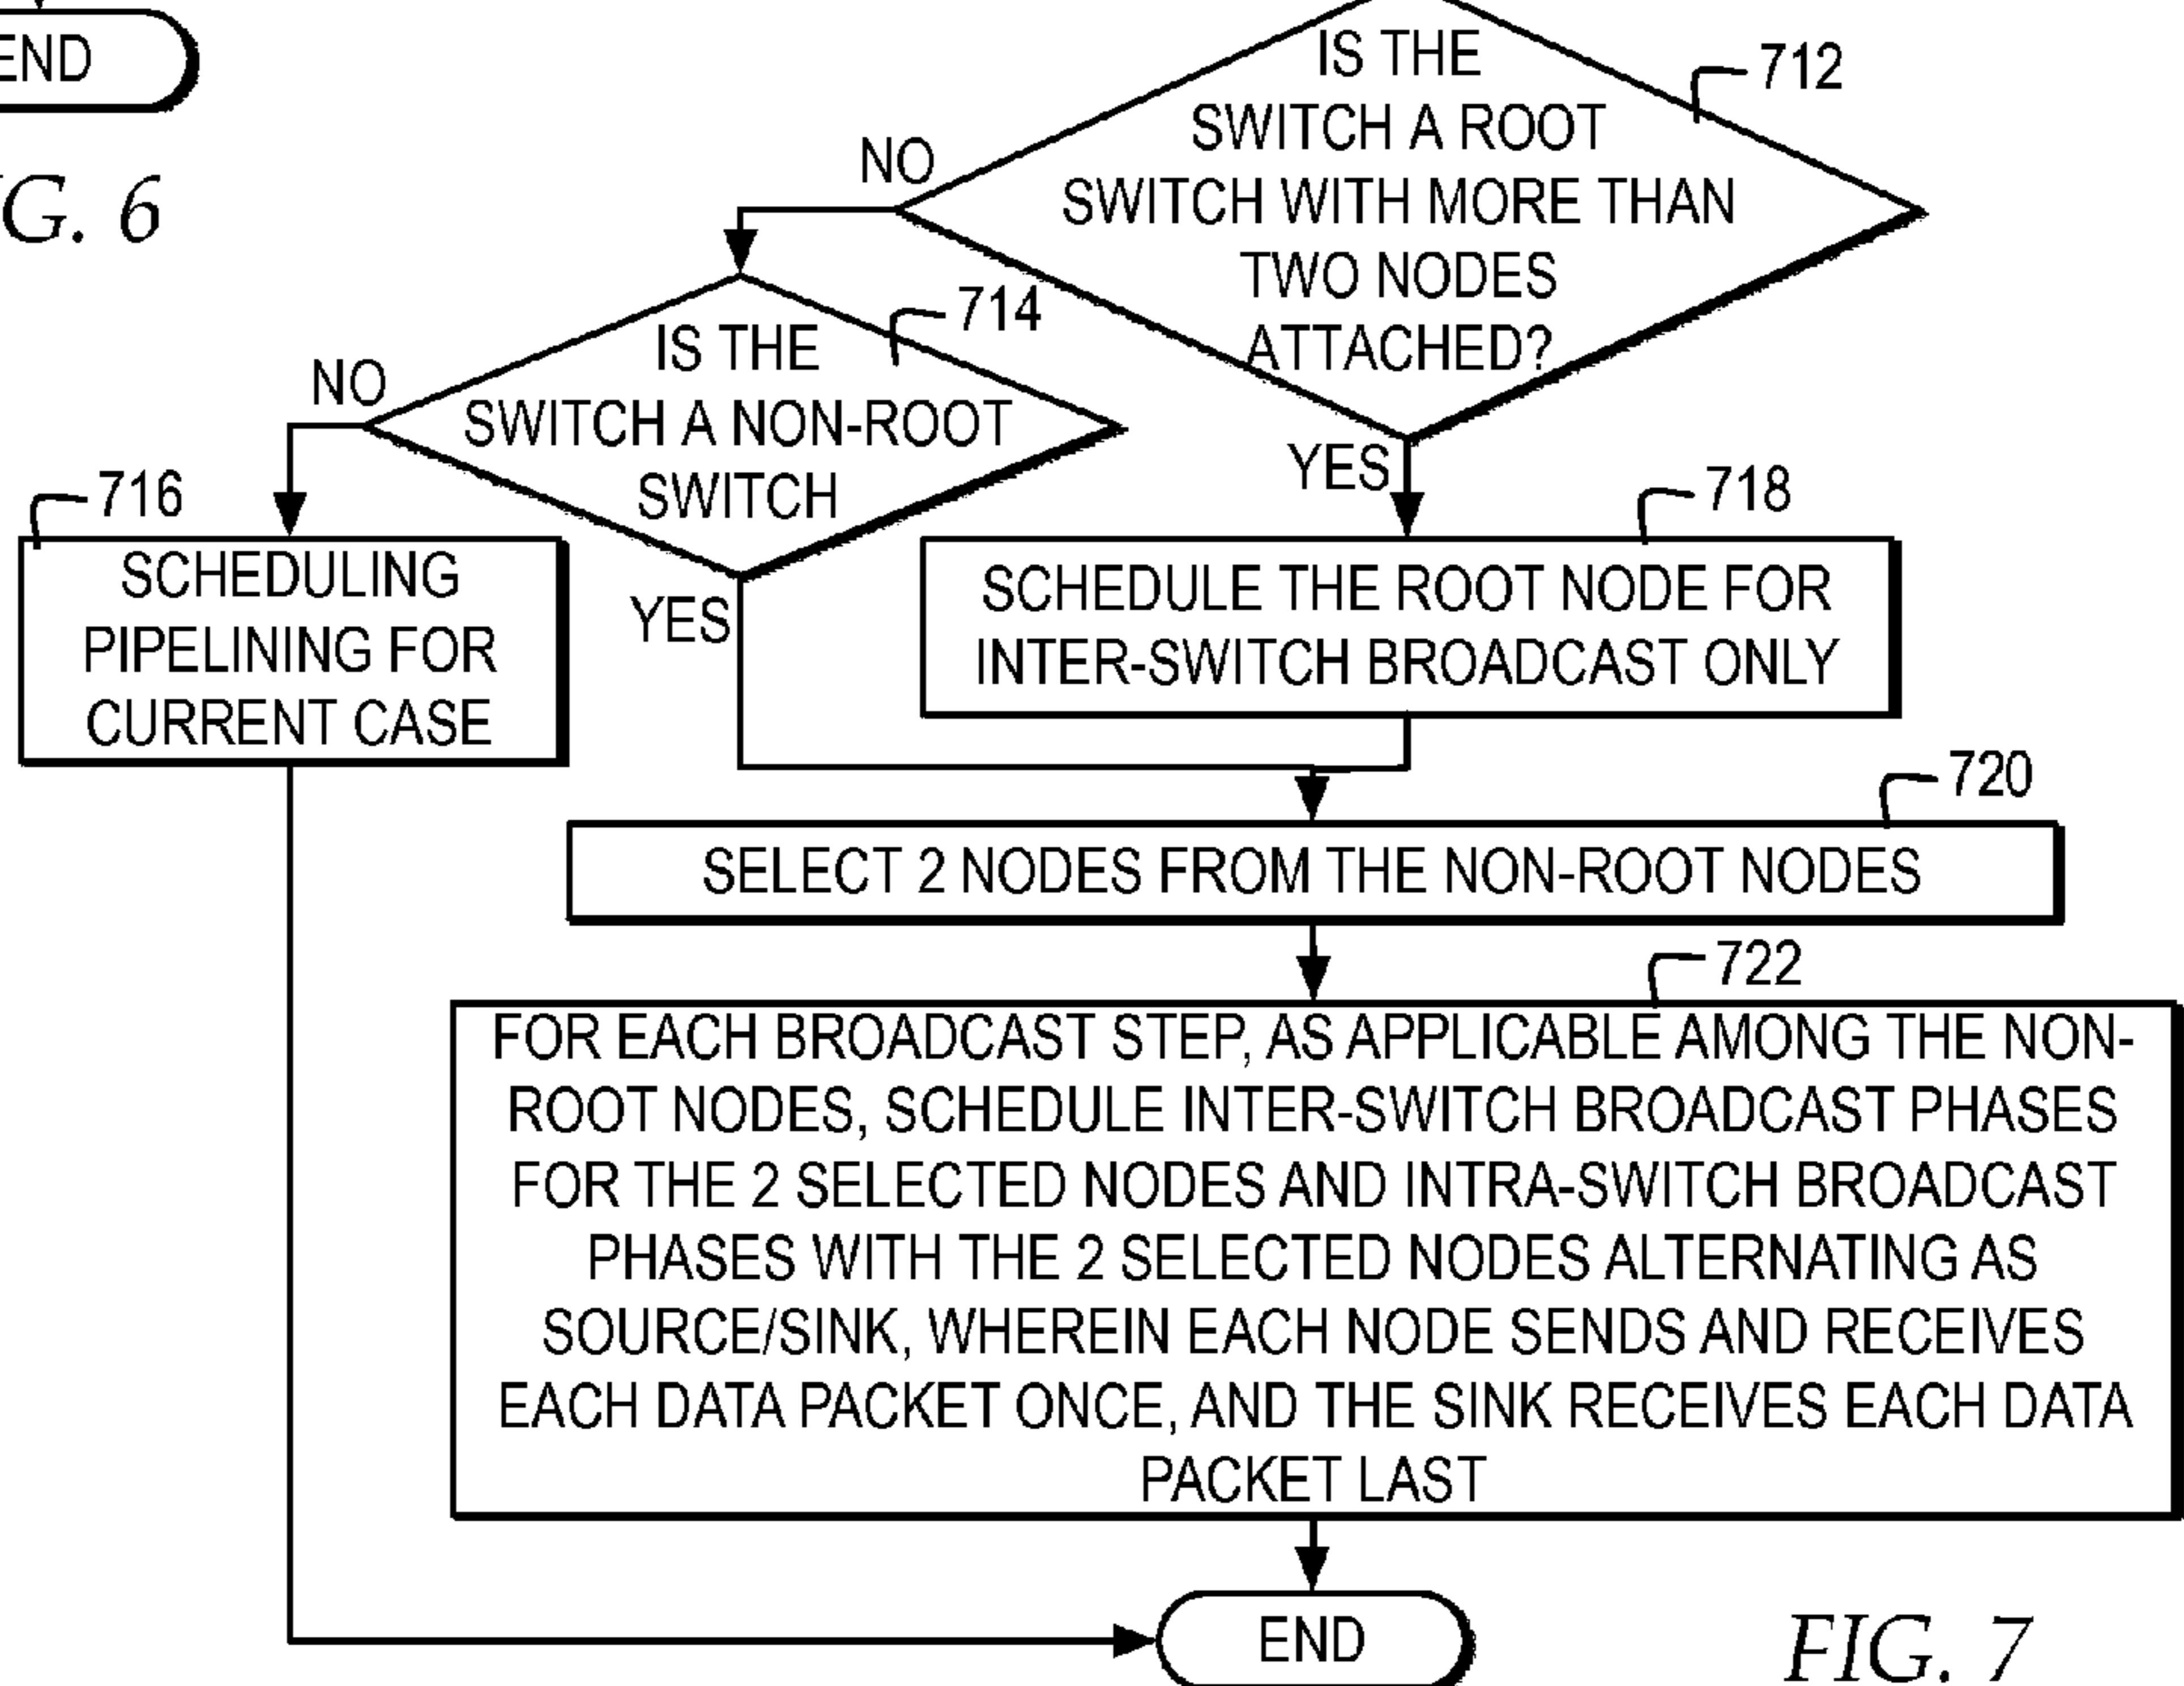 END
G. 6
IS THE
SWITCH A ROOT
SWITCH WITH MORE THAN
TWO NODES
ATTACHED?
712
NO
YES
IS THE
SWITCH A NON-ROOT
SWITCH
714
NO
YES
716
SCHEDULING
PIPELINING FOR
CURRENT CASE
718
SCHEDULE THE ROOT NODE FOR
INTER-SWITCH BROADCAST ONLY
720
SELECT 2 NODES FROM THE NON-ROOT NODES
722
FOR EACH BROADCAST STEP, AS APPLICABLE AMONG THE NON-
ROOT NODES, SCHEDULE INTER-SWITCH BROADCAST PHASES
FOR THE 2 SELECTED NODES AND INTRA-SWITCH BROADCAST
PHASES WITH THE 2 SELECTED NODES ALTERNATING AS
SOURCE/SINK, WHEREIN EACH NODE SENDS AND RECEIVES
EACH DATA PACKET ONCE, AND THE SINK RECEIVES EACH DATA
PACKET LAST
END
FIG. 7